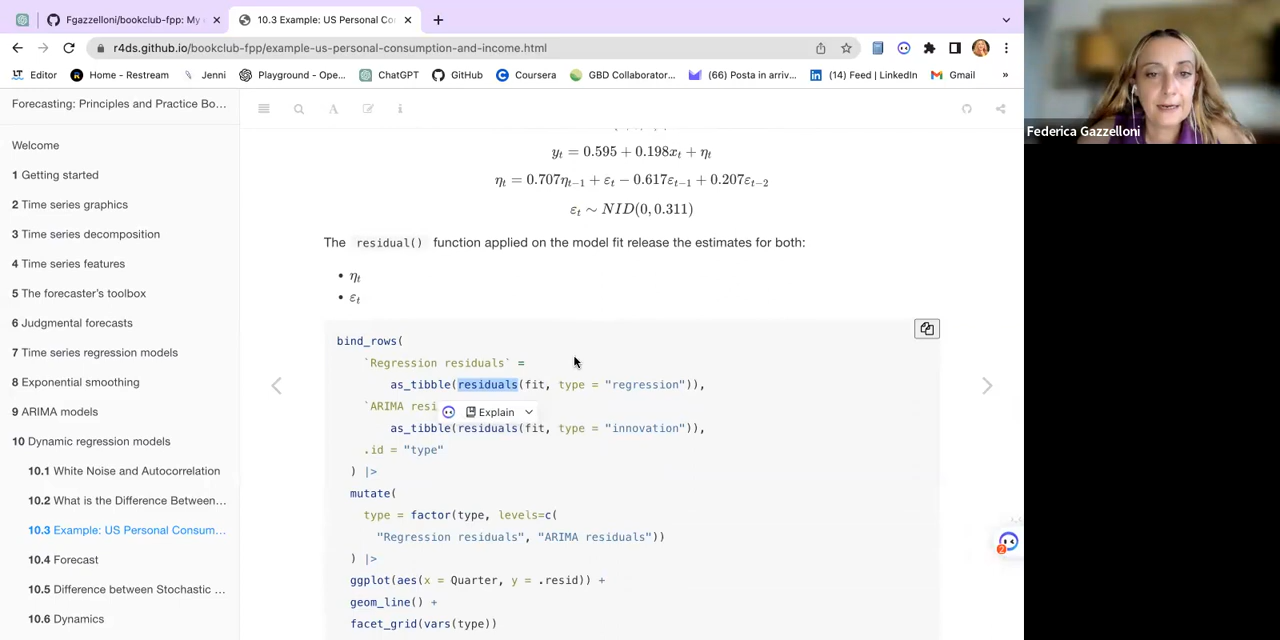 Fgazzelloni/bookclub-fpp: My
10.3 Example: US Personal Co
r4ds.github.io/bookclub-fpp/example-us-personal-consumption-and-income.html
Editor
Home - Restream
Jenni
Playground - Ope...
ChatGPT
GitHub
Coursera
GBD Collaborator...
(66) Posta in arriv...
(14) Feed | LinkedIn
Gmail
»
Forecasting: Principles and Practice Bo...
Welcome
1 Getting started
2 Time series graphics
3 Time series decomposition
4 Time series features
5 The forecaster's toolbox
6 Judgmental forecasts
7 Time series regression models
8 Exponential smoothing
9 ARIMA models
10 Dynamic regression models
10.1 White Noise and Autocorrelation
10.2 What is the Difference Between...
10.3 Example: US Personal Consum...
10.4 Forecast
10.5 Difference between Stochastic ...
10.6 Dynamics
yₜ = 0.595 + 0.198xₜ + ηₜ
ηₜ = 0.707ηₜ₋₁ + εₜ − 0.617εₜ₋₁ + 0.207εₜ₋₂
εₜ ∼ NID(0, 0.311)
The residual() function applied on the model fit release the estimates for both:
• ηₜ
• εₜ
bind_rows(
`Regression residuals` =
as_tibble(residuals(fit, type = "regression")),
`ARIMA resi
Explain
as_tibble(residuals(fit, type = "innovation")),
.id = "type"
) |>
mutate(
type = factor(type, levels=c(
"Regression residuals", "ARIMA residuals"))
) |>
ggplot(aes(x = Quarter, y = .resid)) +
geom_line() +
facet_grid(vars(type))
2
Federica Gazzelloni